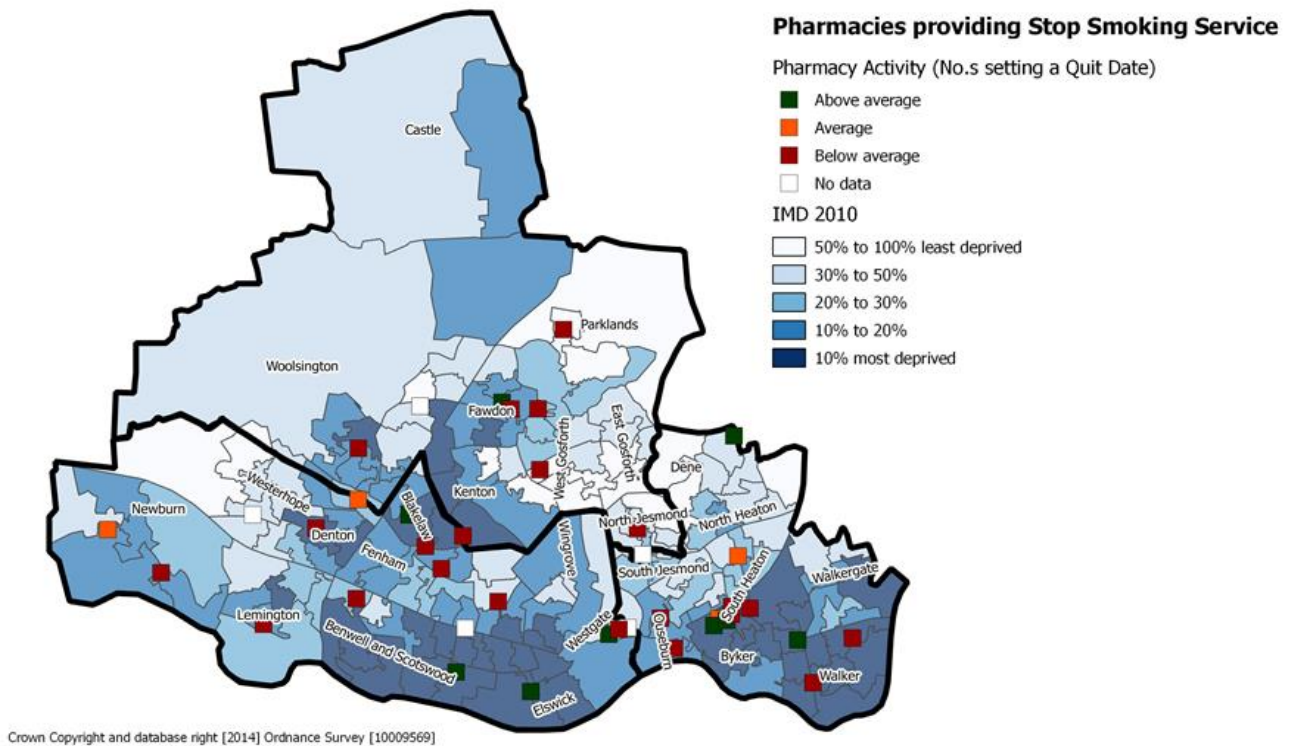 Pharmacies providing Stop Smoking Service
Pharmacy Activity (No.s setting a Quit Date)
Above average
Average
Below average
No data
IMD 2010
50% to 100% least deprived
30% to 50%
20% to 30%
10% to 20%
10% most deprived
Castle
Parklands
Woolsington
Fawdon
East Gosforth
West Gosforth
Dene
Westerhope
Kenton
Newburn
Blakelaw
North Jesmond
North Heaton
Denton
Fenham
Wingrove
South Jesmond
South Heaton
Walkergate
Lemington
Westgate
Ouseburn
Benwell and Scotswood
Byker
Walker
Elswick
Crown Copyright and database right [2014] Ordnance Survey [10009569]